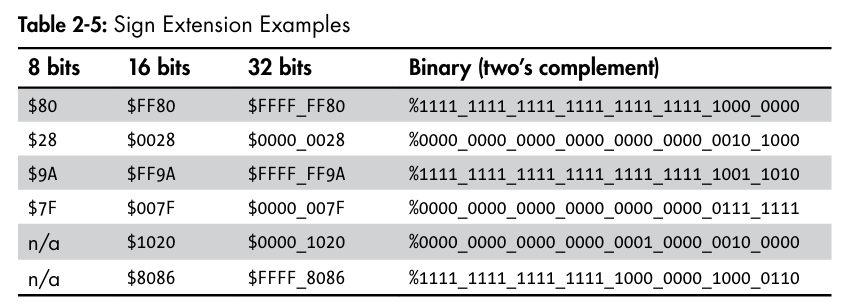 Table 2-5: Sign Extension Examples
8 bits 16 bits 32 bits Binary (two's complement)
$80 $FF80 $FFFF_FF80 %1111_1111_1111_1111_1111_1111_1000_0000
$28 $0028 $0000_0028 %0000_0000_0000_0000_0000_0000_0010_1000
$9A $FF9A $FFFF_FF9A %1111_1111_1111_1111_1111_1111_1001_1010
$7F $007F $0000_007F %0000_0000_0000_0000_0000_0000_0111_1111
n/a $1020 $0000_1020 %0000_0000_0000_0000_0001_0000_0010_0000
n/a $8086 $FFFF_8086 %1111_1111_1111_1111_1000_0000_1000_0110